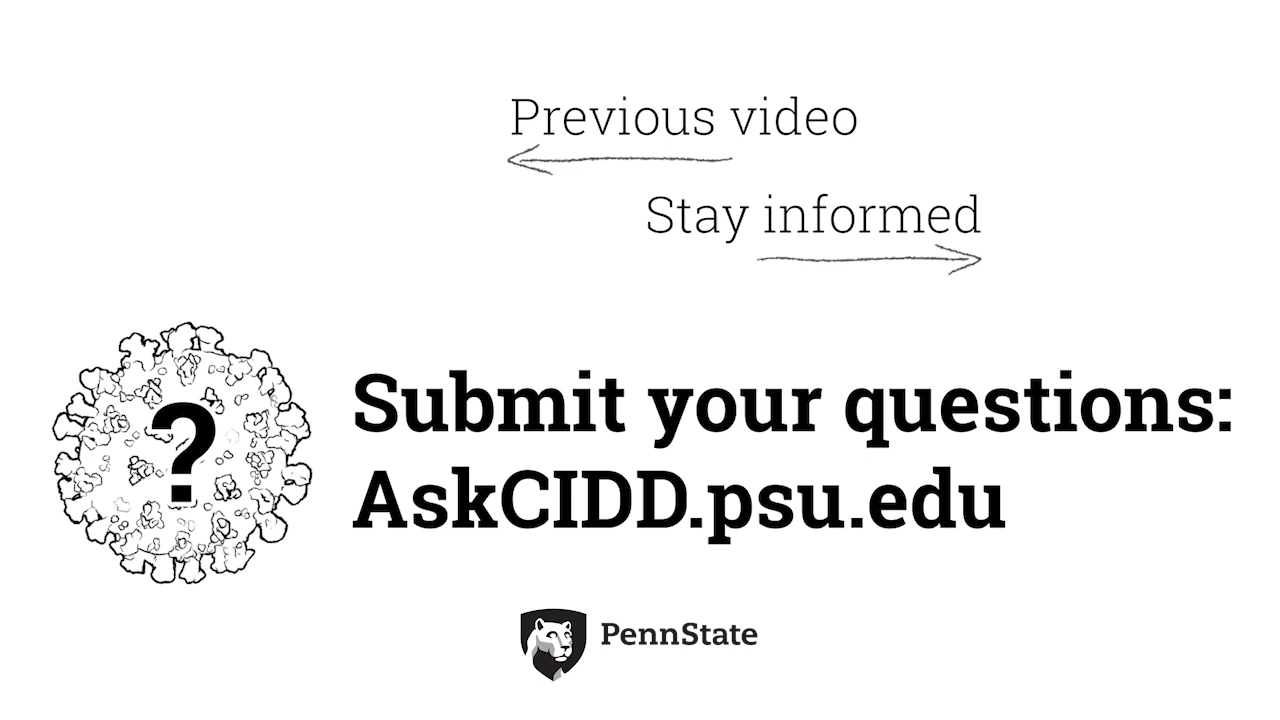 Previous video
Stay informed
?
Submit your questions:
AskCIDD.psu.edu
PennState